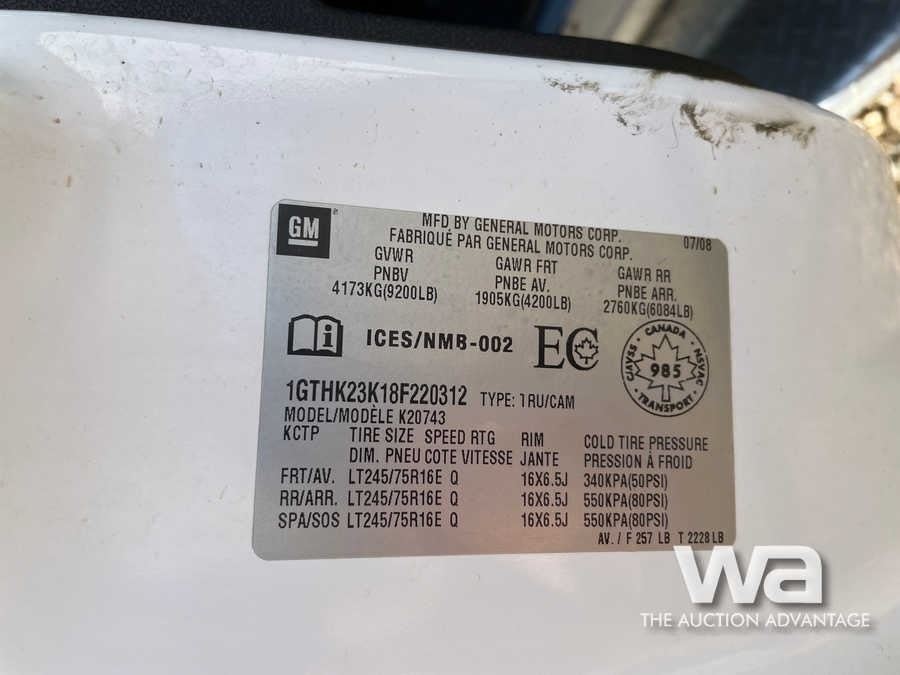 GM
MFD BY GENERAL MOTORS CORP.
FABRIQUÉ PAR GENERAL MOTORS CORP.
07/08
GVWR GAWR FRT GAWR RR
PNBV PNBE AV. PNBE ARR.
4173KG(9200LB) 1905KG(4200LB) 2760KG(6084LB)
ICES/NMB-002
EC
CANADA
CMVSS NSVAC
985
TRANSPORT
1GTHK23K18F220312 TYPE: TRU/CAM
MODEL/MODÈLE K20743
KCTP TIRE SIZE SPEED RTG RIM COLD TIRE PRESSURE
DIM. PNEU COTE VITESSE JANTE PRESSION À FROID
FRT/AV. LT245/75R16E Q 16X6.5J 340KPA(50PSI)
RR/ARR. LT245/75R16E Q 16X6.5J 550KPA(80PSI)
SPA/SOS LT245/75R16E Q 16X6.5J 550KPA(80PSI)
AV. / F 257 LB T 2228 LB
wa
THE AUCTION ADVANTAGE